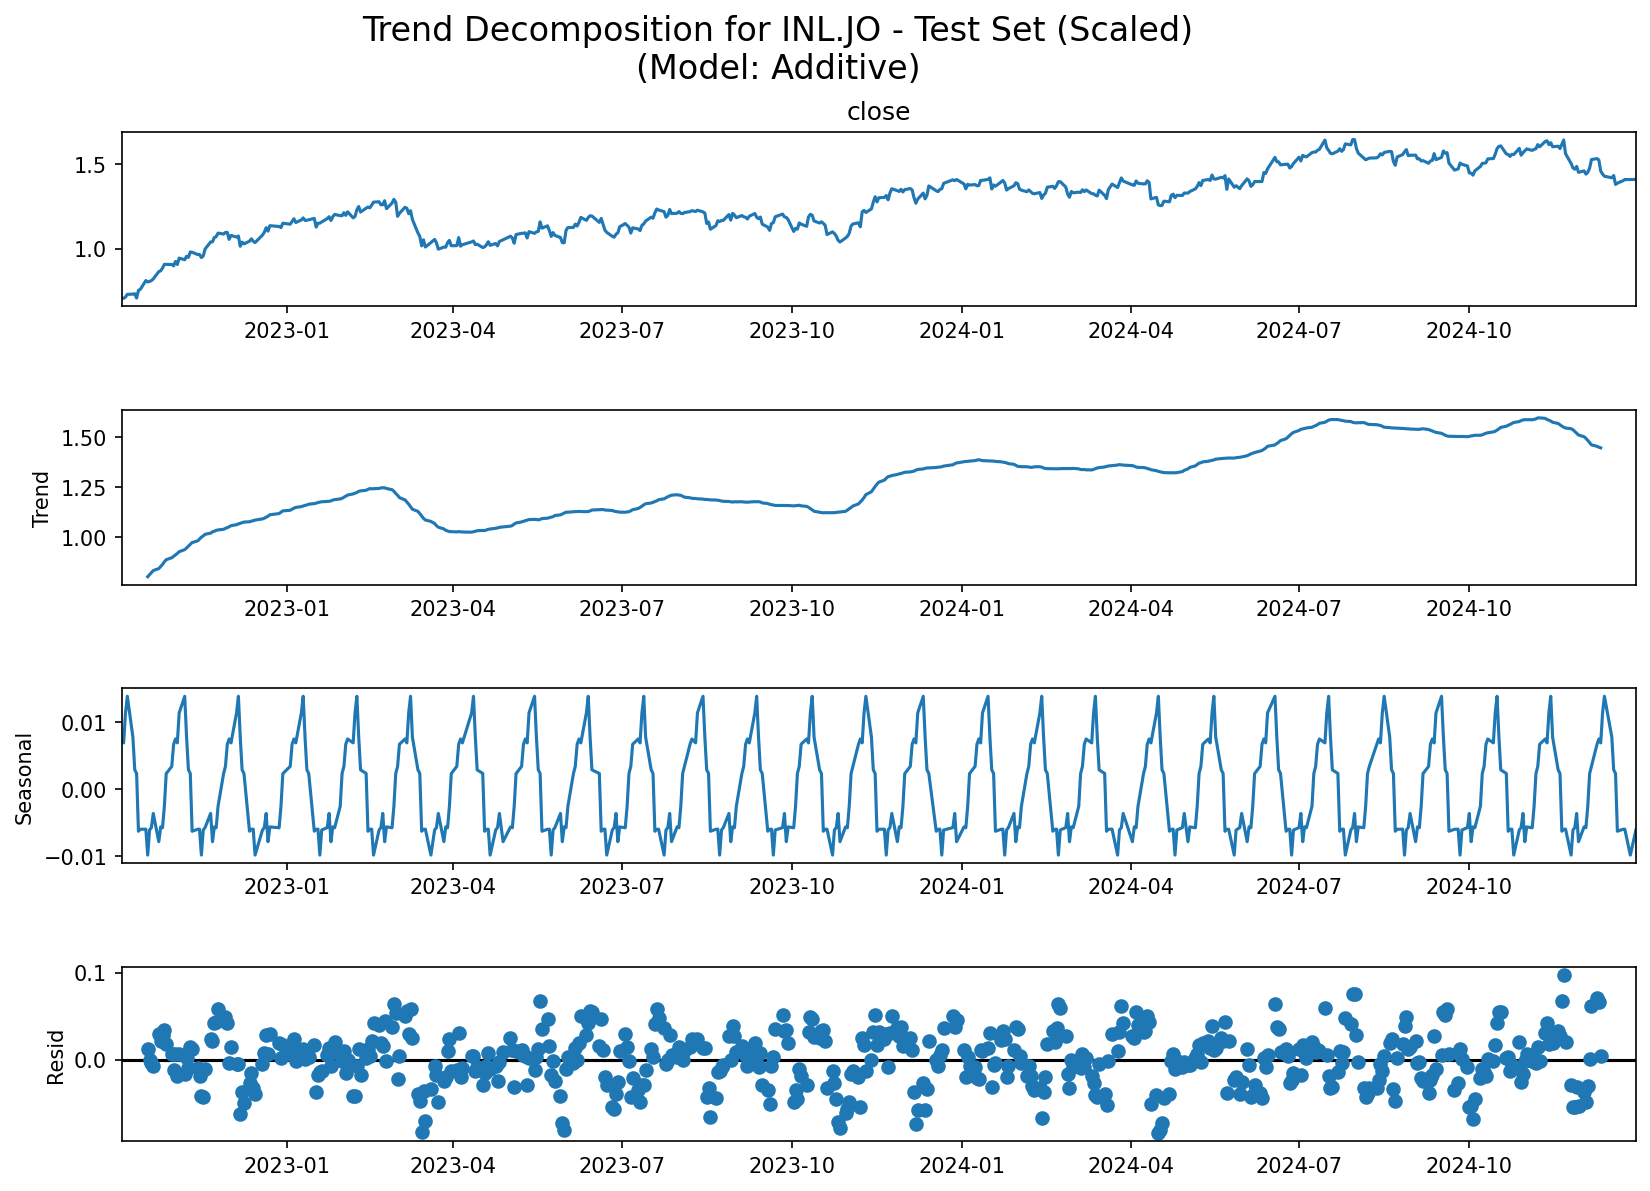 Trend Decomposition for INL.JO - Test Set (Scaled)
(Model: Additive)
close
1.5
1.0
2023-01 2023-04 2023-07 2023-10 2024-01 2024-04 2024-07 2024-10
Trend
1.50
1.25
1.00
2023-01 2023-04 2023-07 2023-10 2024-01 2024-04 2024-07 2024-10
Seasonal
0.01
0.00
−0.01
2023-01 2023-04 2023-07 2023-10 2024-01 2024-04 2024-07 2024-10
Resid
0.1
0.0
2023-01 2023-04 2023-07 2023-10 2024-01 2024-04 2024-07 2024-10